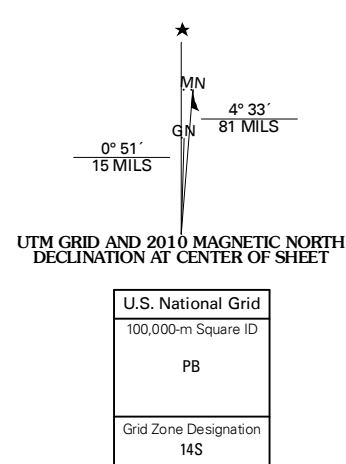 ★
MN
4° 33´
81 MILS
GN
0° 51´
15 MILS
UTM GRID AND 2010 MAGNETIC NORTH
DECLINATION AT CENTER OF SHEET
U.S. National Grid
100,000-m Square ID
PB
Grid Zone Designation
14S